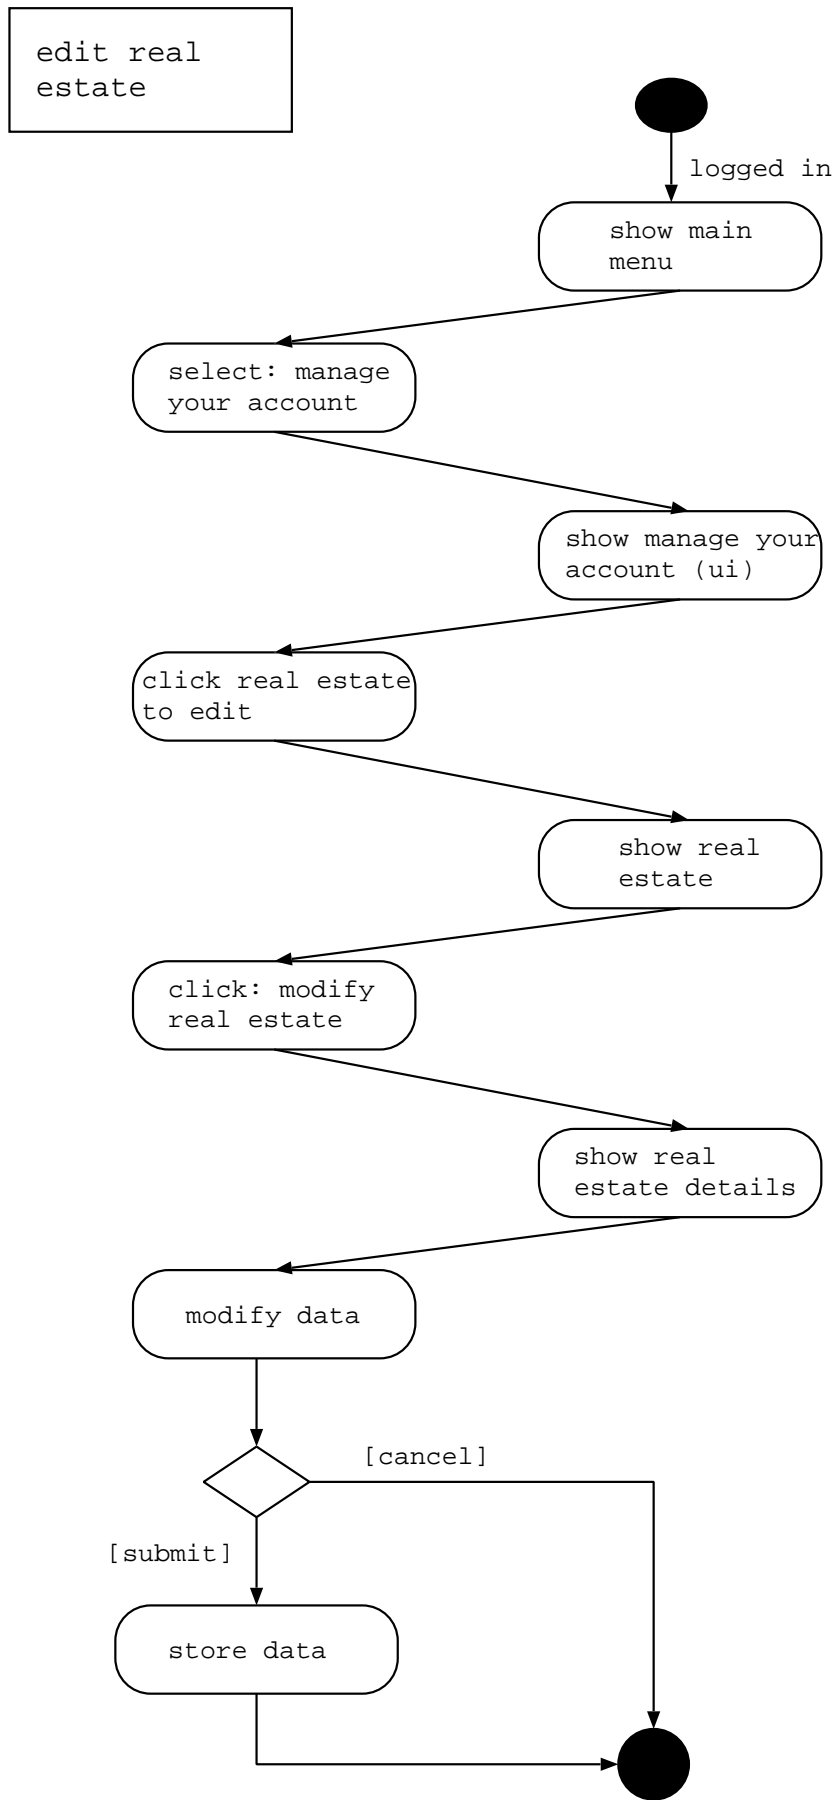 edit real
estate
logged in
show main
menu
select: manage
your account
show manage your
account (ui)
click real estate
to edit
show real
estate
click: modify
real estate
show real
estate details
modify data
[cancel]
[submit]
store data